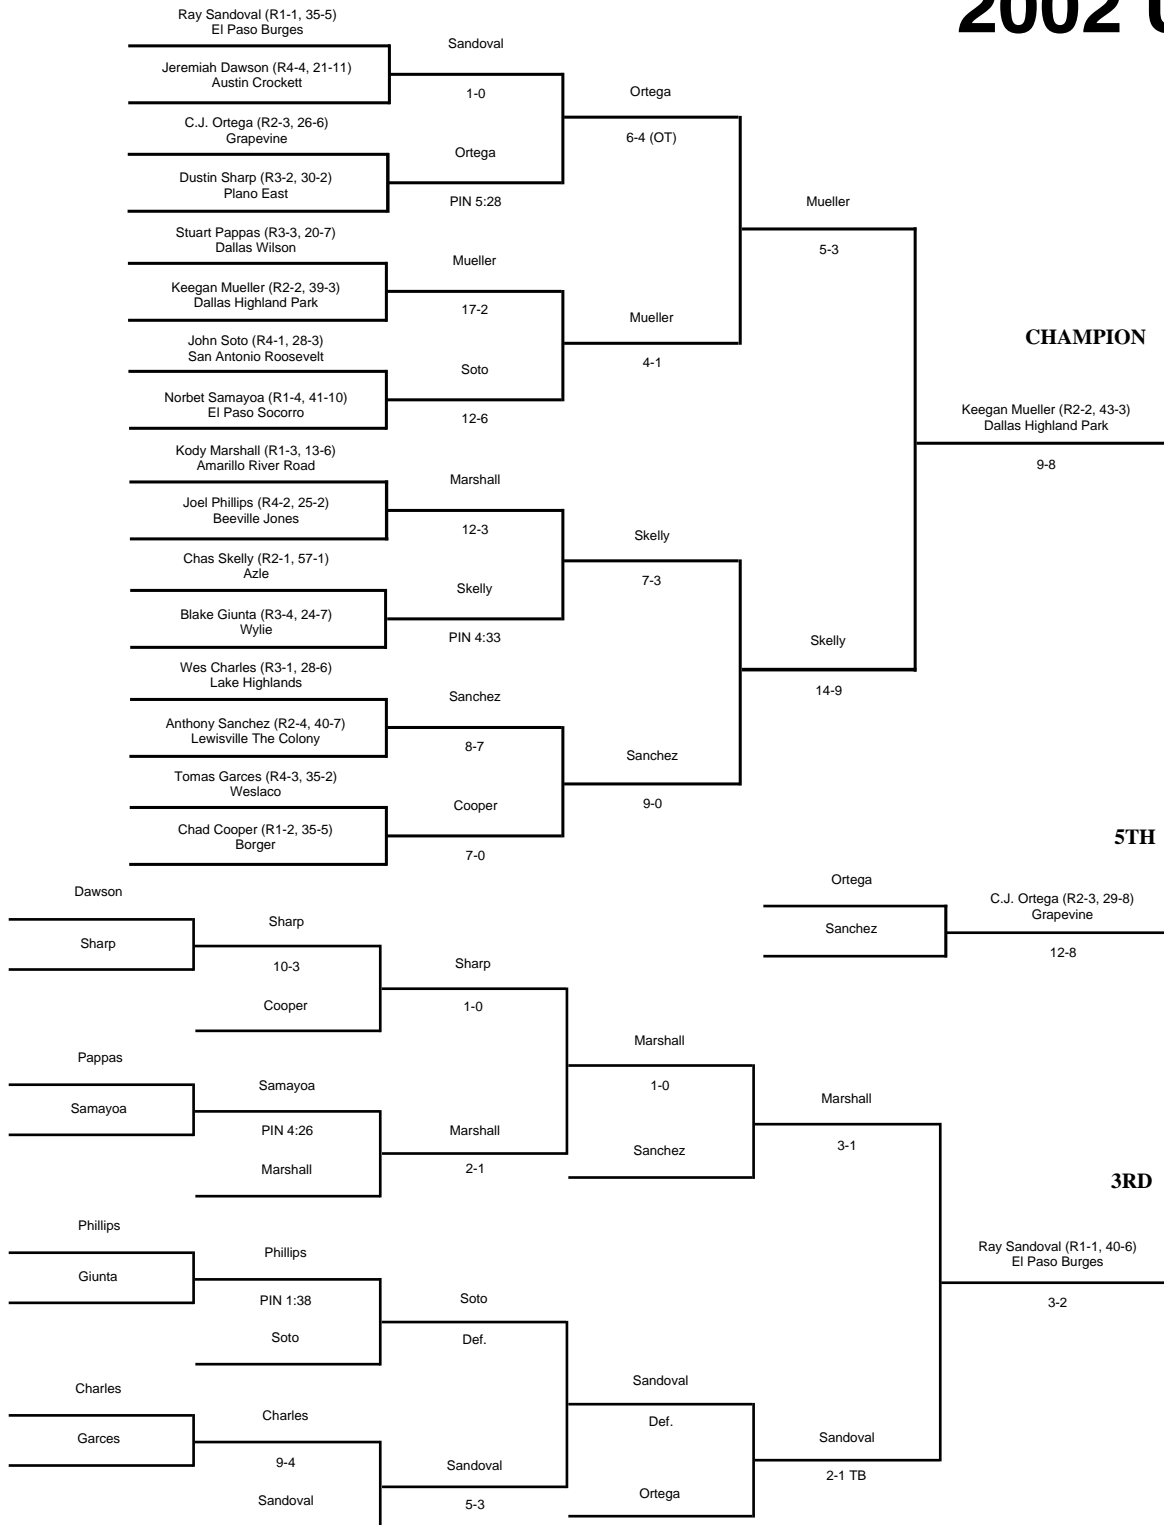 2002 U
Ray Sandoval (R1-1, 35-5)
El Paso Burges
Sandoval
Jeremiah Dawson (R4-4, 21-11)
Austin Crockett
1-0
Ortega
C.J. Ortega (R2-3, 26-6)
Grapevine
6-4 (OT)
Ortega
Dustin Sharp (R3-2, 30-2)
Plano East
PIN 5:28
Mueller
Stuart Pappas (R3-3, 20-7)
Dallas Wilson
5-3
Mueller
Keegan Mueller (R2-2, 39-3)
Dallas Highland Park
17-2
Mueller
John Soto (R4-1, 28-3)
San Antonio Roosevelt
CHAMPION
4-1
Soto
Norbet Samayoa (R1-4, 41-10)
El Paso Socorro
12-6
Keegan Mueller (R2-2, 43-3)
Dallas Highland Park
9-8
Kody Marshall (R1-3, 13-6)
Amarillo River Road
Marshall
Joel Phillips (R4-2, 25-2)
Beeville Jones
12-3
Skelly
Chas Skelly (R2-1, 57-1)
Azle
7-3
Skelly
Blake Giunta (R3-4, 24-7)
Wylie
PIN 4:33
Skelly
Wes Charles (R3-1, 28-6)
Lake Highlands
14-9
Sanchez
Anthony Sanchez (R2-4, 40-7)
Lewisville The Colony
8-7
Sanchez
Tomas Garces (R4-3, 35-2)
Weslaco
9-0
Cooper
Chad Cooper (R1-2, 35-5)
Borger
7-0
5TH
Dawson
Ortega
C.J. Ortega (R2-3, 29-8)
Grapevine
Sharp
Sharp
Sanchez
12-8
10-3
Sharp
Cooper
1-0
Marshall
Pappas
Samayoa
1-0
Marshall
Samayoa
PIN 4:26
Marshall
3-1
Marshall
2-1
Sanchez
3RD
Phillips
Phillips
Ray Sandoval (R1-1, 40-6)
El Paso Burges
Giunta
PIN 1:38
Soto
3-2
Soto
Def.
Charles
Sandoval
Charles
Def.
Garces
Sandoval
9-4
Sandoval
2-1 TB
Sandoval
5-3
Ortega